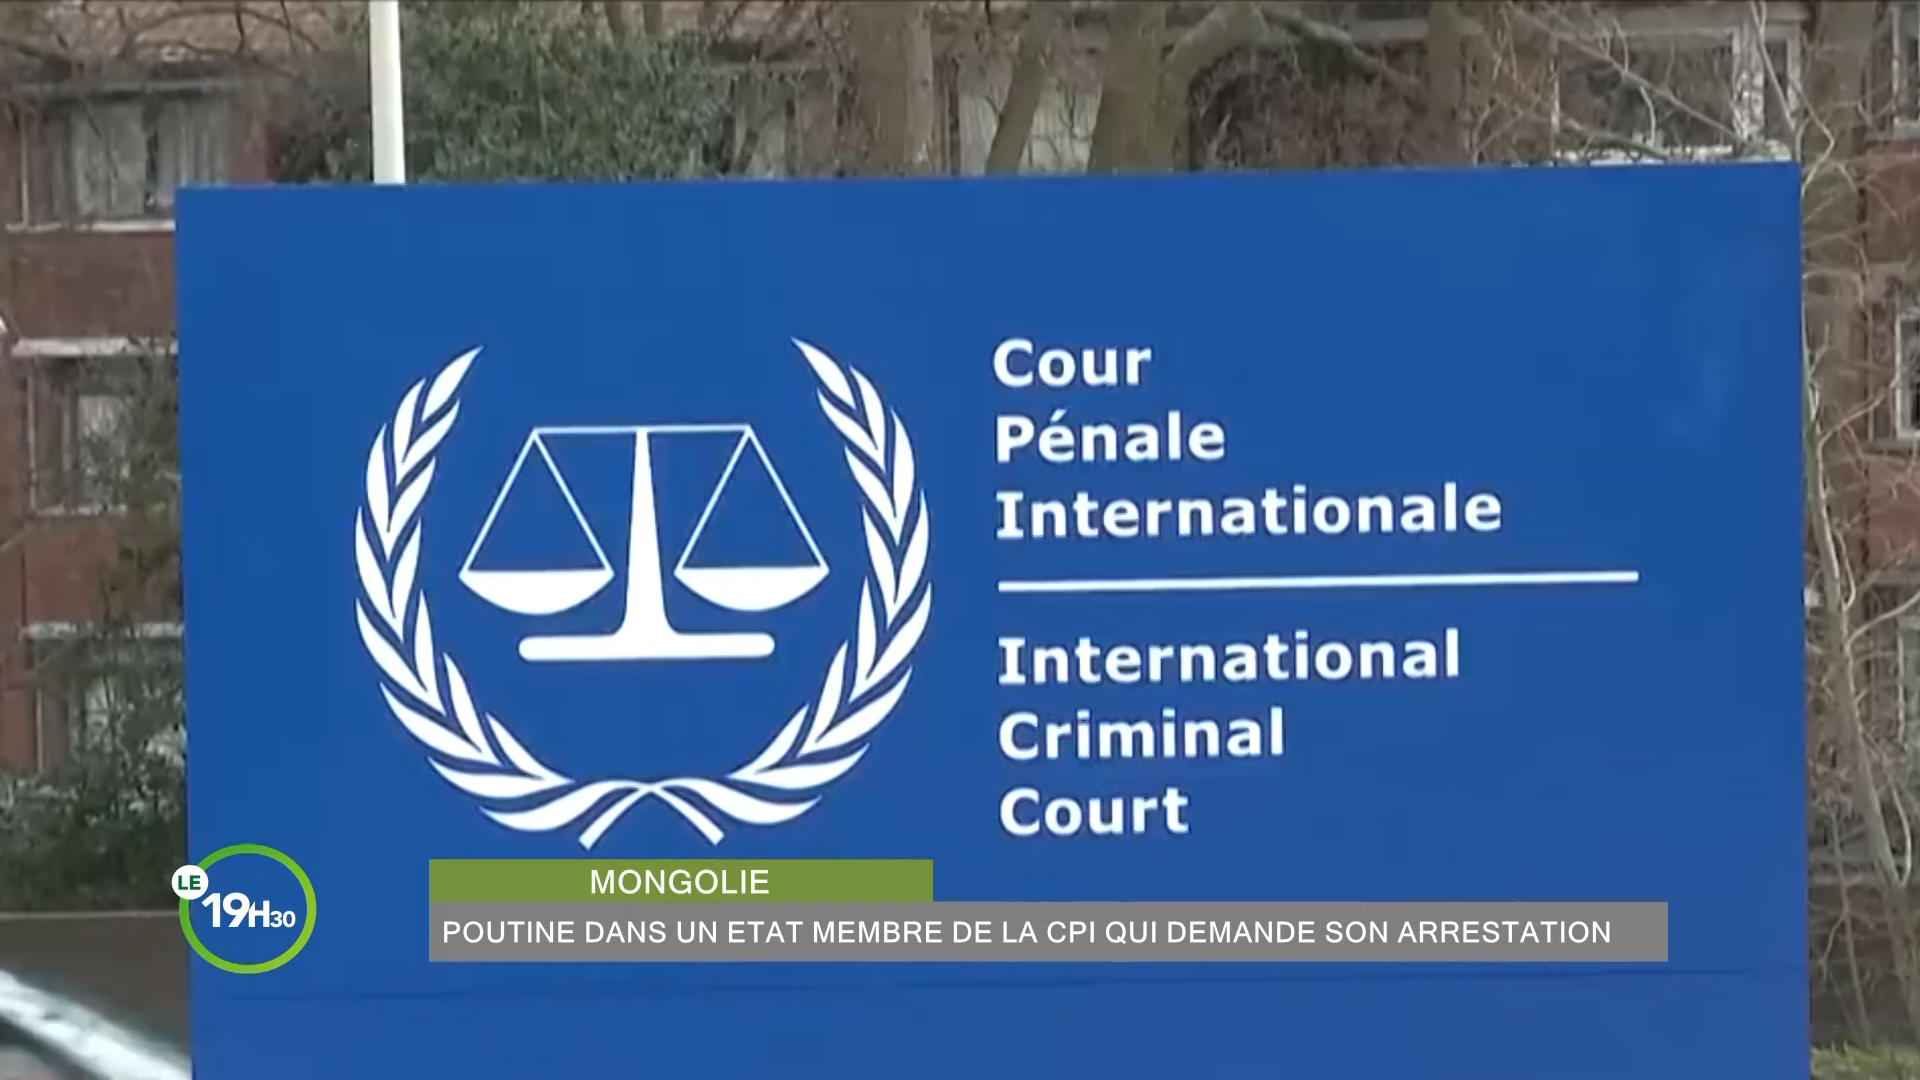 Cour
Pénale
Internationale
International
Criminal
Court
LE
19H30
MONGOLIE
POUTINE DANS UN ETAT MEMBRE DE LA CPI QUI DEMANDE SON ARRESTATION